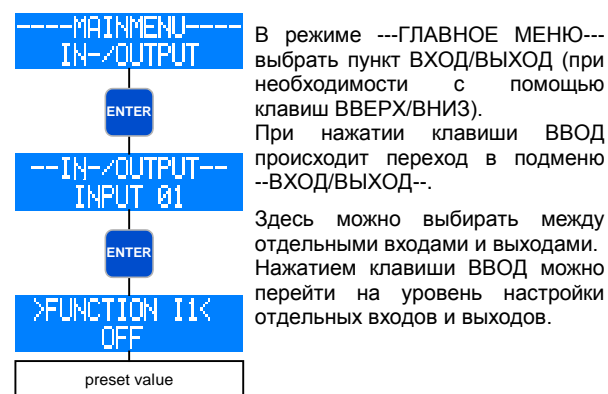 ----MAINMENU----
IN-/OUTPUT
ENTER
--IN-/OUTPUT--
INPUT 01
ENTER
>FUNCTION I1<
OFF
preset value
В режиме ---ГЛАВНОЕ МЕНЮ---
выбрать пункт ВХОД/ВЫХОД (при
необходимости с помощью
клавиш ВВЕРХ/ВНИЗ).
При нажатии клавиши ВВОД
происходит переход в подменю
--ВХОД/ВЫХОД--.
Здесь можно выбирать между
отдельными входами и выходами.
Нажатием клавиши ВВОД можно
перейти на уровень настройки
отдельных входов и выходов.